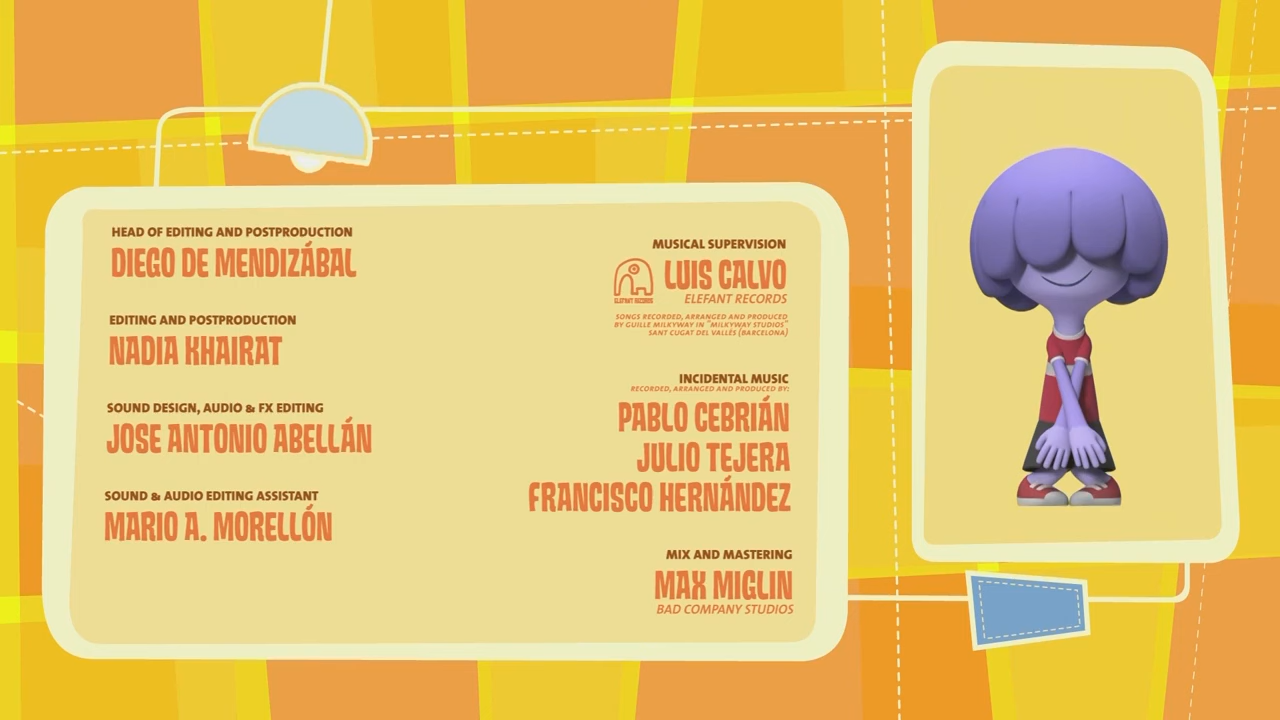 HEAD OF EDITING AND POSTPRODUCTION
DIEGO DE MENDIZÁBAL
EDITING AND POSTPRODUCTION
NADIA KHAIRAT
SOUND DESIGN, AUDIO & FX EDITING
JOSE ANTONIO ABELLÁN
SOUND & AUDIO EDITING ASSISTANT
MARIO A. MORELLÓN
MUSICAL SUPERVISION
LUIS CALVO
ELEFANT RECORDS
ELEFANT RECORDS
SONGS RECORDED, ARRANGED AND PRODUCED
BY GUILLE MILKYWAY IN "MILKYWAY STUDIOS"
SANT CUGAT DEL VALLÉS (BARCELONA)
INCIDENTAL MUSIC
RECORDED, ARRANGED AND PRODUCED BY:
PABLO CEBRIÁN
JULIO TEJERA
FRANCISCO HERNÁNDEZ
MIX AND MASTERING
MAX MIGLIN
BAD COMPANY STUDIOS